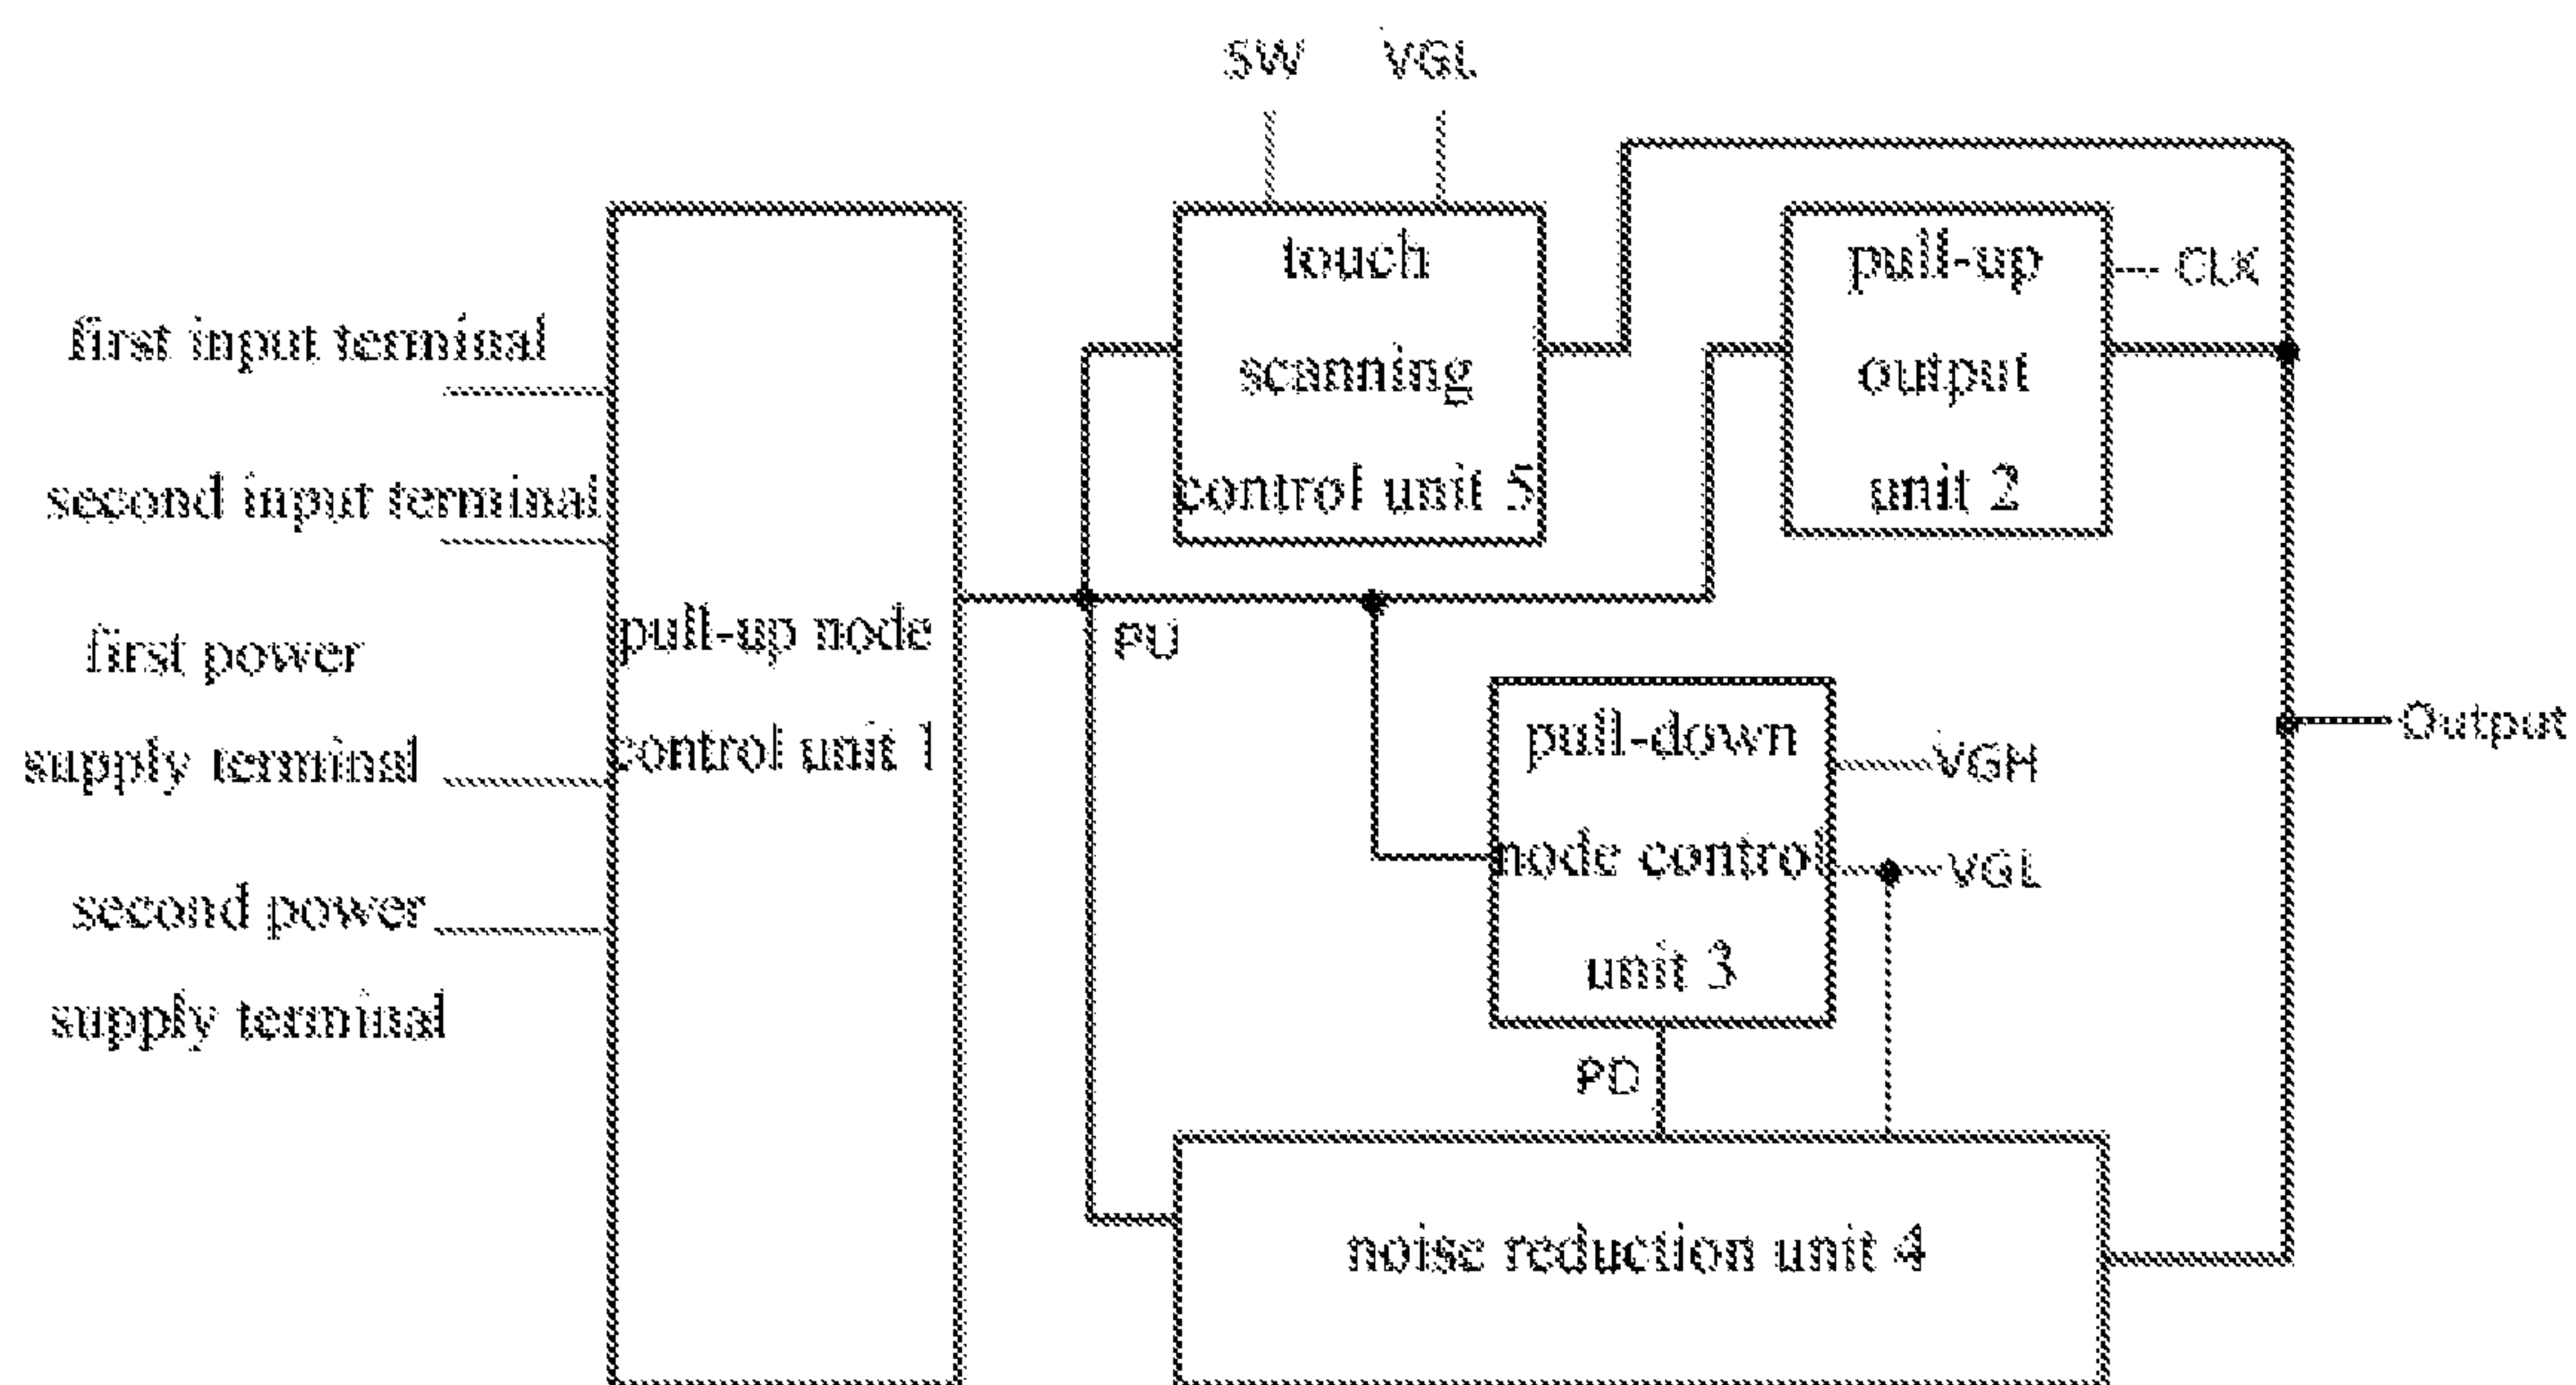 SW VGL
touch
scanning
control unit 5
pull-up
output
unit 2
CLK
first input terminal
second input terminal
first power
supply terminal
second power
supply terminal
pull-up node
control unit 1
PU
pull-down
node control
unit 3
VGH
VGL
Output
PD
noise reduction unit 4